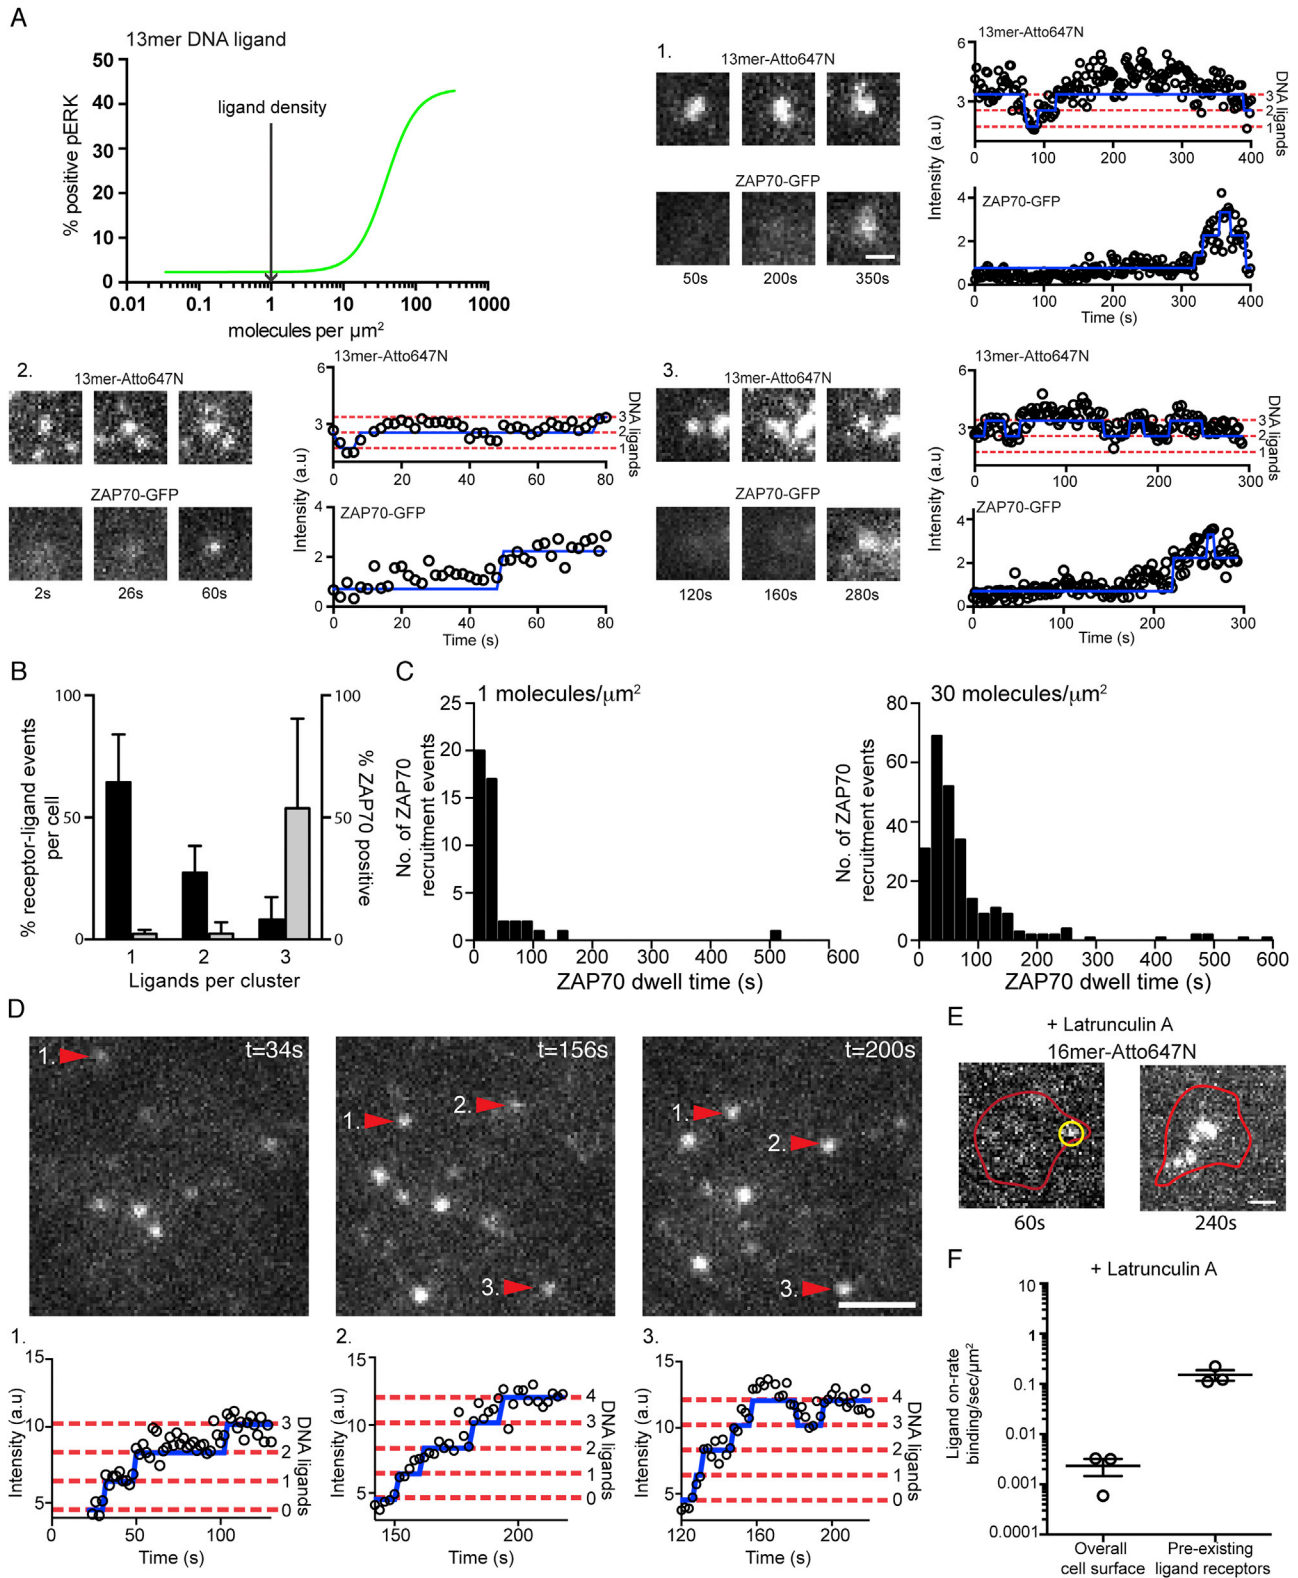 A
13mer DNA ligand
50
40
30
20
10
0
% positive pERK
ligand density
0.01
0.1
1
10
100
1000
molecules per µm2
1.
13mer-Atto647N
ZAP70-GFP
50s
200s
350s
13mer-Atto647N
6
3
3
2
1
DNA ligands
0
100
200
300
400
Intensity (a.u)
ZAP70-GFP
4
2
0
0
100
200
300
400
Time (s)
2.
13mer-Atto647N
ZAP70-GFP
2s
26s
60s
13mer-Atto647N
6
3
3
2
1
DNA ligands
0
20
40
60
80
Intensity (a.u)
ZAP70-GFP
4
2
0
0
20
40
60
80
Time (s)
3.
13mer-Atto647N
ZAP70-GFP
120s
160s
280s
13mer-Atto647N
6
3
3
2
1
DNA ligands
0
100
200
300
Intensity (a.u)
ZAP70-GFP
4
2
0
0
100
200
300
Time (s)
B
100
50
0
% receptor-ligand events
per cell
100
50
0
% ZAP70 positive
1
2
3
Ligands per cluster
C
1 molecules/µm2
25
20
15
10
5
0
No. of ZAP70
recruitment events
0
100
200
300
400
500
600
ZAP70 dwell time (s)
30 molecules/µm2
80
60
40
20
0
No. of ZAP70
recruitment events
0
100
200
300
400
500
600
ZAP70 dwell time (s)
D
t=34s
1.
t=156s
1.
2.
3.
t=200s
1.
2.
3.
1.
15
10
5
Intensity (a.u)
3
2
1
0
DNA ligands
0
50
100
Time (s)
2.
15
10
5
Intensity (a.u)
4
3
2
1
0
DNA ligands
150
200
Time (s)
3.
15
10
5
Intensity (a.u)
4
3
2
1
0
DNA ligands
120
160
200
Time (s)
E
+ Latrunculin A
16mer-Atto647N
60s
240s
F
+ Latrunculin A
10
1
0.1
0.01
0.001
0.0001
Ligand on-rate
binding/sec/µm2
Overall
cell surface
Pre-existing
ligand receptors